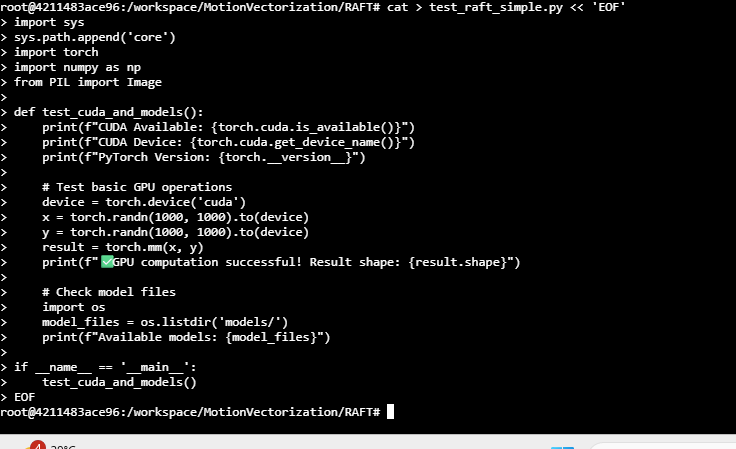 root@4211483ace96:/workspace/MotionVectorization/RAFT# cat > test_raft_simple.py << 'EOF'
> import sys
> sys.path.append('core')
> import torch
> import numpy as np
> from PIL import Image
>
> def test_cuda_and_models():
>     print(f"CUDA Available: {torch.cuda.is_available()}")
>     print(f"CUDA Device: {torch.cuda.get_device_name()}")
>     print(f"PyTorch Version: {torch.__version__}")
>
>     # Test basic GPU operations
>     device = torch.device('cuda')
>     x = torch.randn(1000, 1000).to(device)
>     y = torch.randn(1000, 1000).to(device)
>     result = torch.mm(x, y)
>     print(f"✅GPU computation successful! Result shape: {result.shape}")
>
>     # Check model files
>     import os
>     model_files = os.listdir('models/')
>     print(f"Available models: {model_files}")
>
> if __name__ == '__main__':
>     test_cuda_and_models()
> EOF
root@4211483ace96:/workspace/MotionVectorization/RAFT#